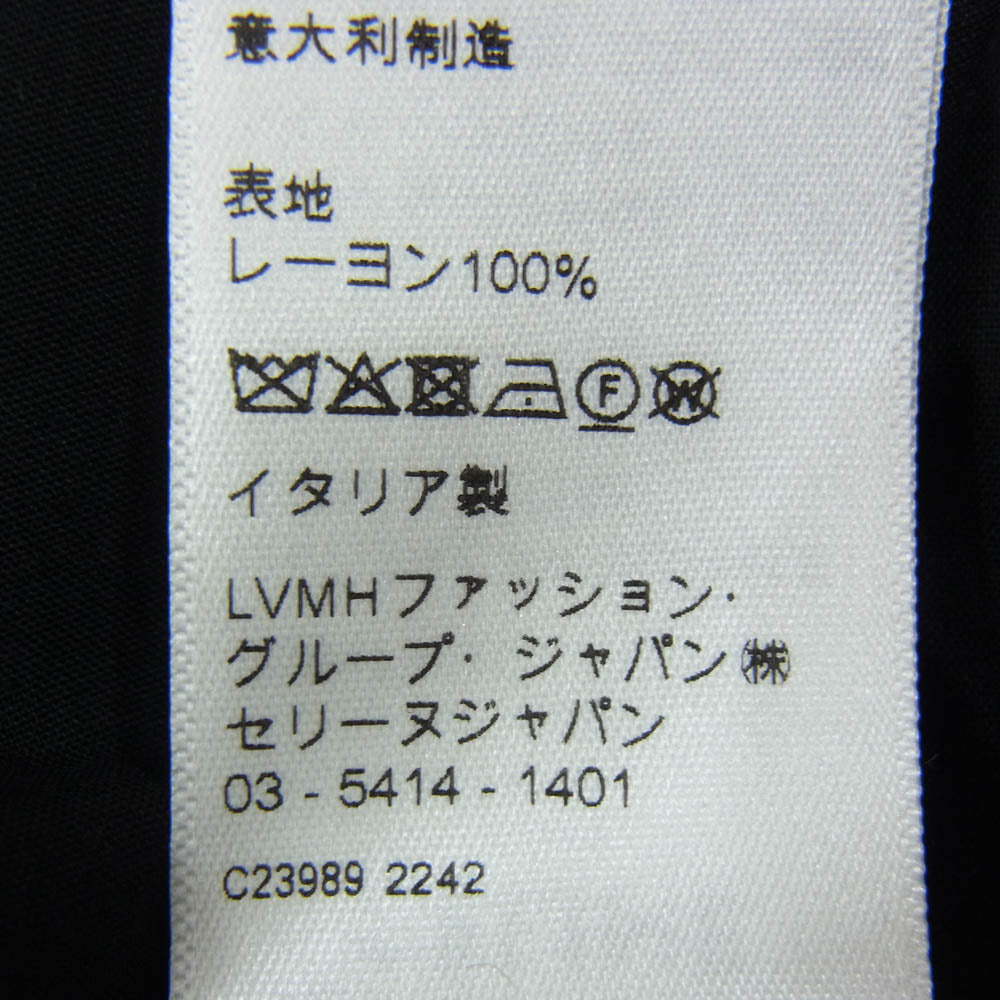 意大利制造
表地
レーヨン100%
F W
イタリア製
LVMHファッション・
グループ・ジャパン㈱
セリーヌジャパン
03 - 5414 - 1401
C23989 2242